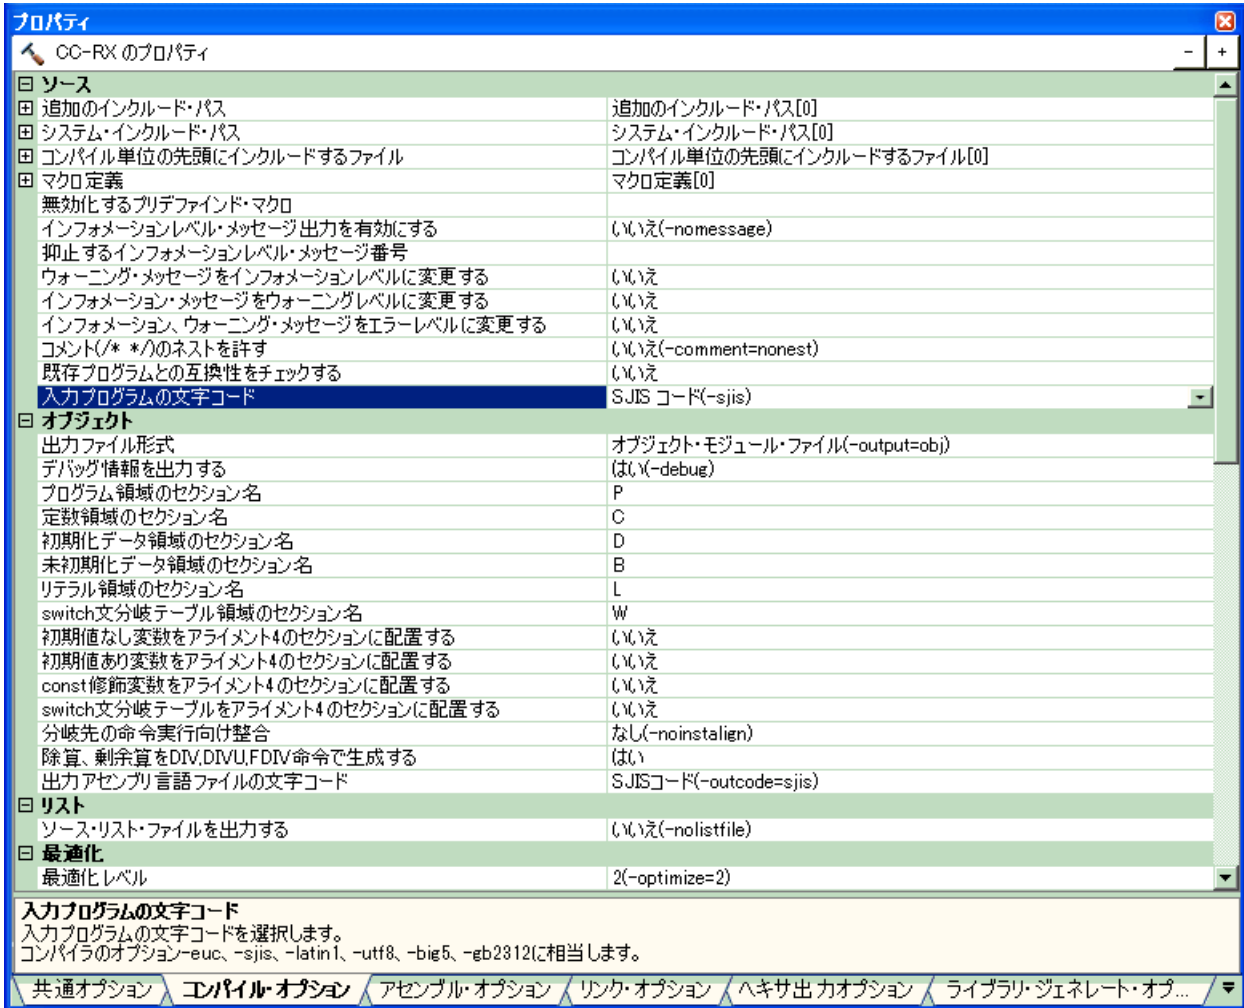 プロパティ
CC-RX のプロパティ
- +
ソース
追加のインクルード・パス 追加のインクルード・パス[0]
システム・インクルード・パス システム・インクルード・パス[0]
コンパイル単位の先頭にインクルードするファイル コンパイル単位の先頭にインクルードするファイル[0]
マクロ定義 マクロ定義[0]
無効化するプリデファインド・マクロ
インフォメーションレベル・メッセージ出力を有効にする いいえ(-nomessage)
抑止するインフォメーションレベル・メッセージ番号
ウォーニング・メッセージをインフォメーションレベルに変更する いいえ
インフォメーション・メッセージをウォーニングレベルに変更する いいえ
インフォメーション、ウォーニング・メッセージをエラーレベルに変更する いいえ
コメント(/* */)のネストを許す いいえ(-comment=nonest)
既存プログラムとの互換性をチェックする いいえ
入力プログラムの文字コード SJIS コード(-sjis)
オブジェクト
出力ファイル形式 オブジェクト・モジュール・ファイル(-output=obj)
デバッグ情報を出力する はい(-debug)
プログラム領域のセクション名 P
定数領域のセクション名 C
初期化データ領域のセクション名 D
未初期化データ領域のセクション名 B
リテラル領域のセクション名 L
switch文分岐テーブル領域のセクション名 W
初期値なし変数をアライメント4のセクションに配置する いいえ
初期値あり変数をアライメント4のセクションに配置する いいえ
const修飾変数をアライメント4のセクションに配置する いいえ
switch文分岐テーブルをアライメント4のセクションに配置する いいえ
分岐先の命令実行向け整合 なし(-noinstalign)
除算、剰余算をDIV,DIVU,FDIV命令で生成する はい
出力アセンブリ言語ファイルの文字コード SJISコード(-outcode=sjis)
リスト
ソース・リスト・ファイルを出力する いいえ(-nolistfile)
最適化
最適化レベル 2(-optimize=2)
入力プログラムの文字コード
入力プログラムの文字コードを選択します。
コンパイラのオプション-euc、-sjis、-latin1、-utf8、-big5、-gb2312に相当します。
共通オプション コンパイル・オプション アセンブル・オプション リンク・オプション ヘキサ出力オプション ライブラリ・ジェネレート・オプ...